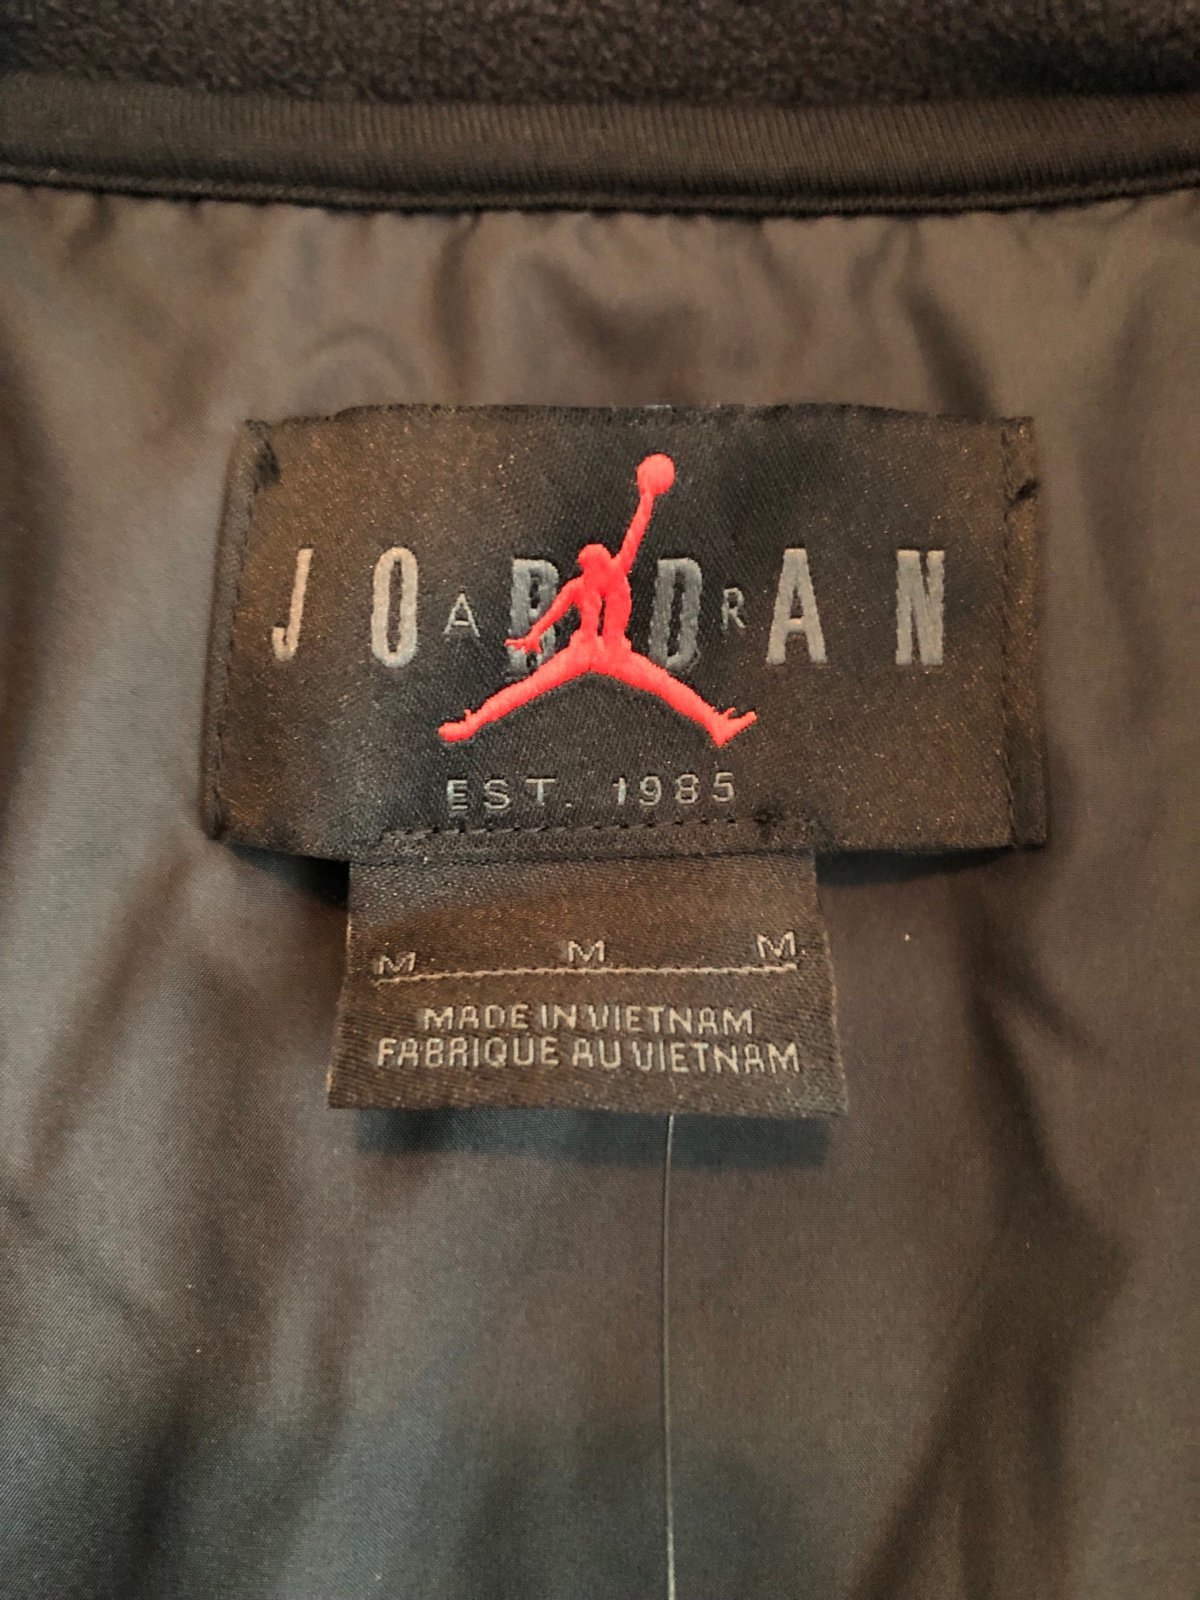 JORDAN
AIR
EST. 1985
M M M
MADE IN VIETNAM
FABRIQUE AU VIETNAM